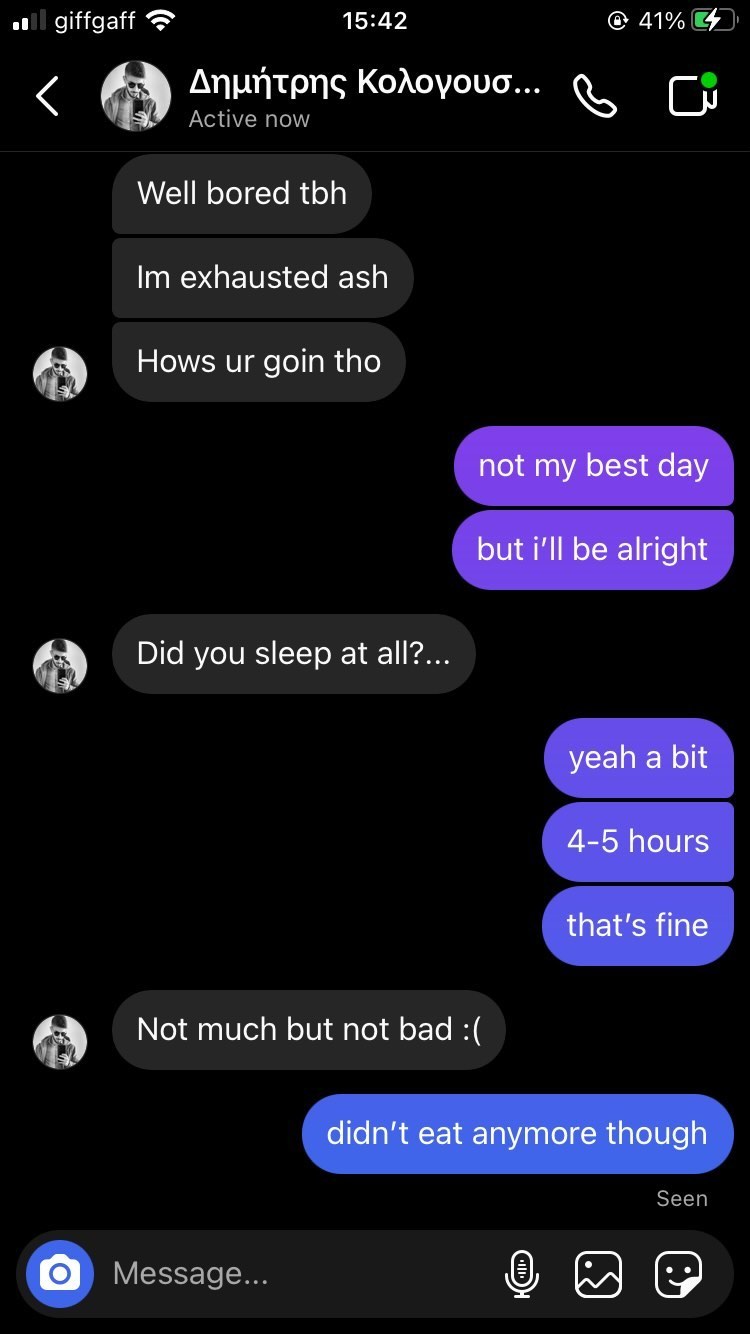 giffgaff 15:42 41%
Δημήτρης Κολογουσ...
Active now
Well bored tbh
Im exhausted ash
Hows ur goin tho
not my best day
but i’ll be alright
Did you sleep at all?...
yeah a bit
4-5 hours
that’s fine
Not much but not bad :(
didn’t eat anymore though
Seen
Message...